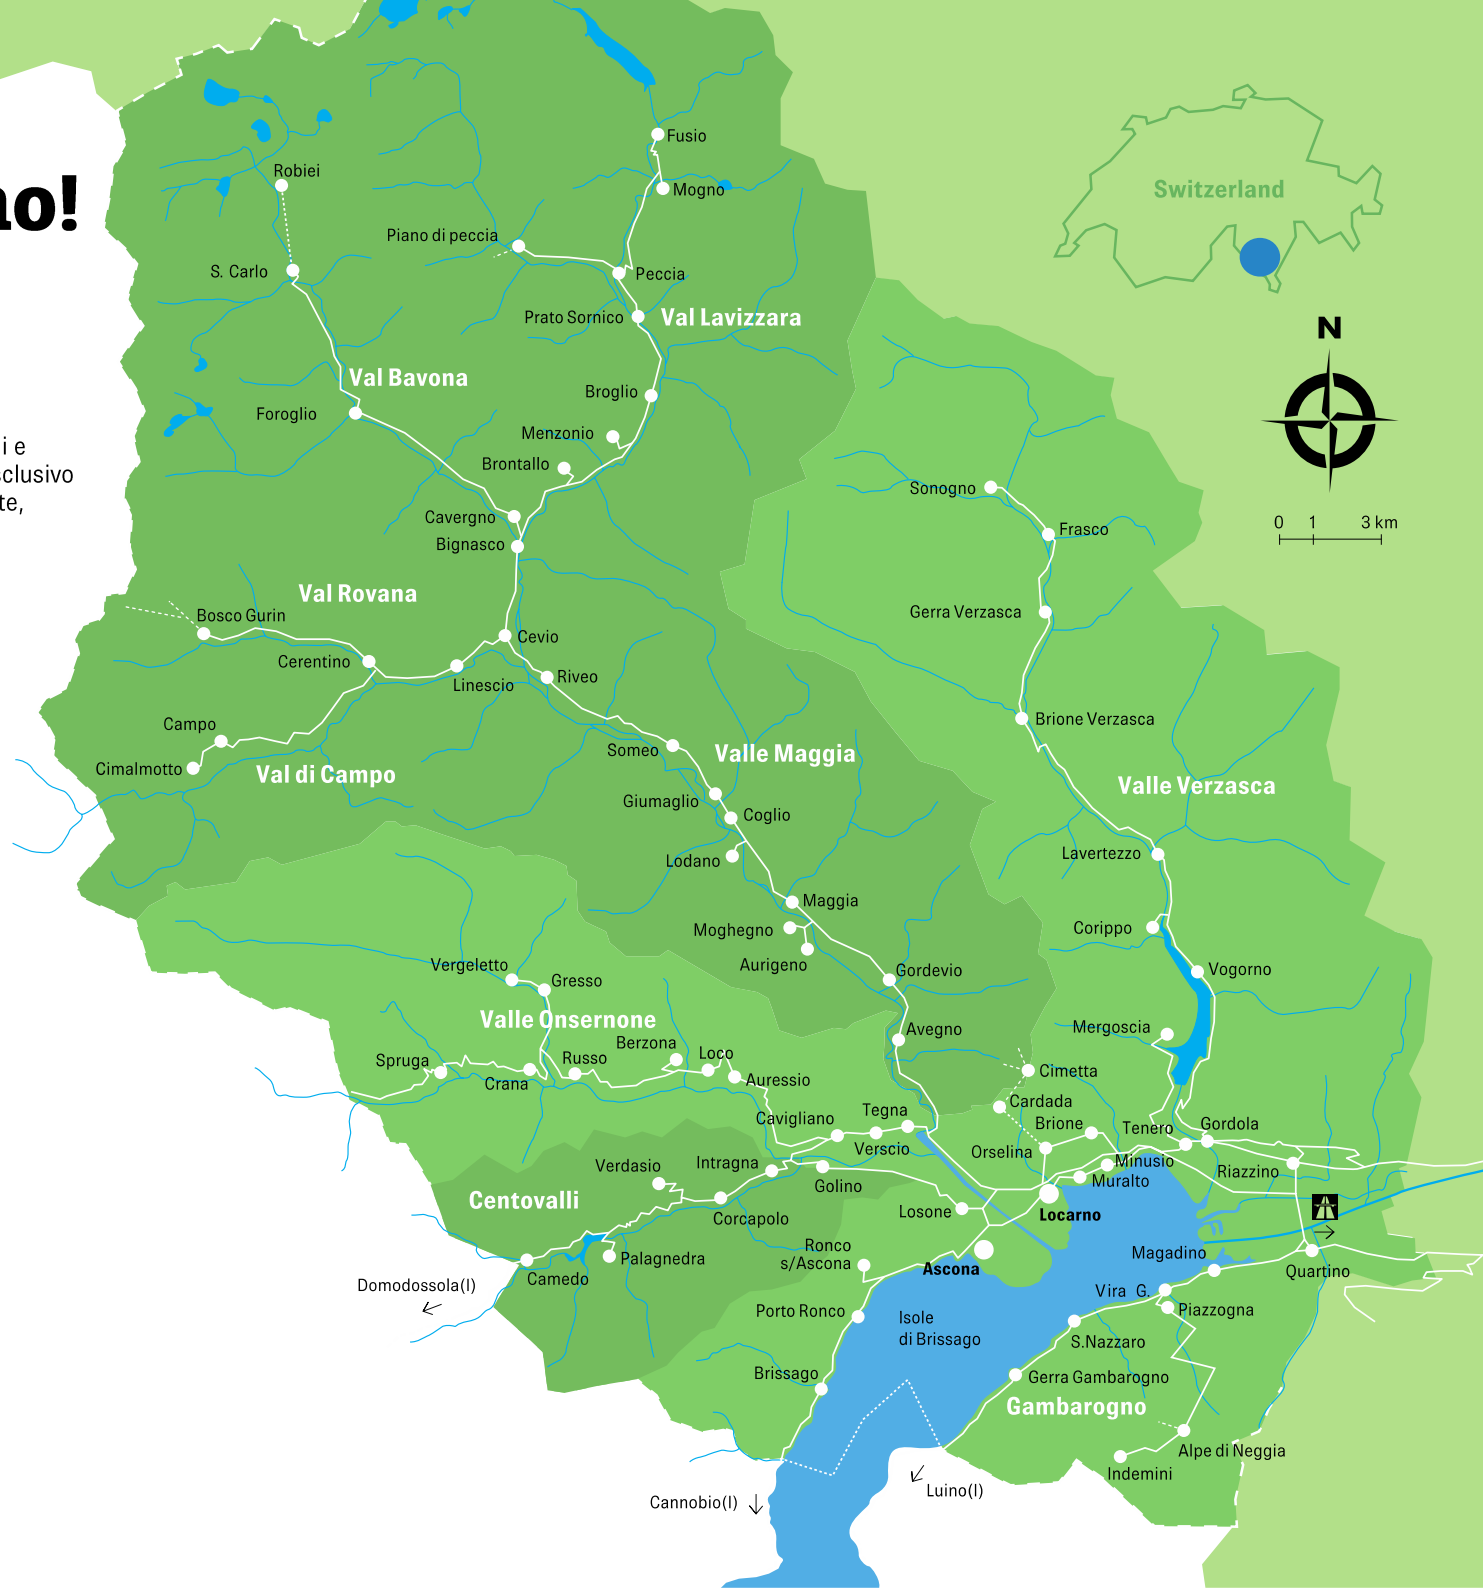 no!
i e
sclusivo
te,
Fusio
Robiei
Mogno
Switzerland
Piano di peccia
S. Carlo
Peccia
Prato Sornico
Val Lavizzara
N
Val Bavona
Broglio
Foroglio
Menzonio
Brontallo
Sonogno
Cavergno
Frasco
0 1 3 km
Bignasco
Val Rovana
Bosco Gurin
Gerra Verzasca
Cevio
Cerentino
Linescio
Riveo
Campo
Brione Verzasca
Someo
Valle Maggia
Cimalmotto
Val di Campo
Valle Verzasca
Giumaglio
Coglio
Lodano
Lavertezzo
Maggia
Moghegno
Corippo
Aurigeno
Vergeletto
Gresso
Gordevio
Vogorno
Valle Onsernone
Avegno
Mergoscia
Berzona
Spruga
Russo
Loco
Crana
Auressio
Cimetta
Cardada
Cavigliano
Tegna
Brione
Tenero
Gordola
Verscio
Orselina
Minusio
Verdasio
Intragna
Riazzino
Golino
Muralto
Centovalli
Corcapolo
Losone
Locarno
Ronco
s/Ascona
Palagnedra
Magadino
Camedo
Ascona
Quartino
Domodossola(I)
Vira G.
Porto Ronco
Isole
di Brissago
Piazzogna
S.Nazzaro
Brissago
Gerra Gambarogno
Gambarogno
Alpe di Neggia
Indemini
Cannobio(I)
Luino(I)